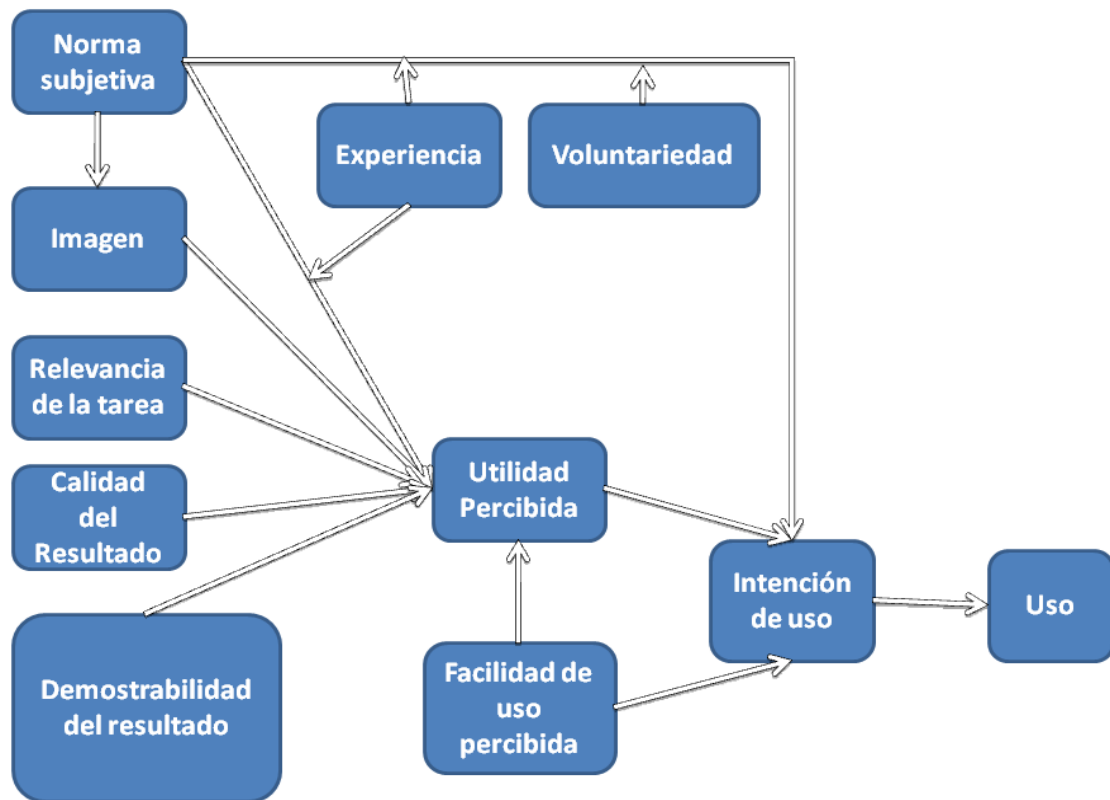 Norma
subjetiva
Experiencia
Voluntariedad
Imagen
Relevancia
de la tarea
Calidad
del
Resultado
Utilidad
Percibida
Intención
de uso
Uso
Demostrabilidad
del resultado
Facilidad de
uso
percibida